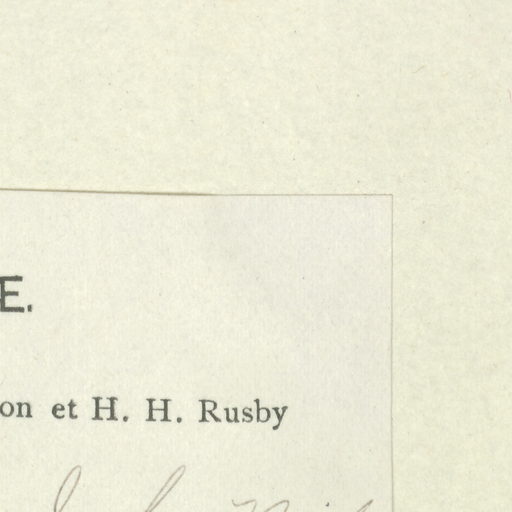 E.
on et H. H. Rusby